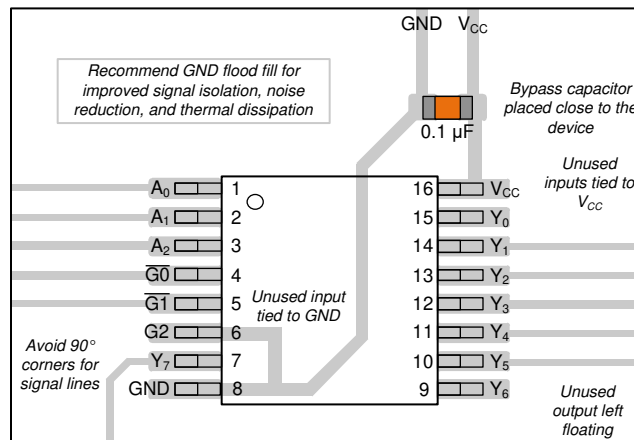 GND VCC
Recommend GND flood fill for
improved signal isolation, noise
reduction, and thermal dissipation
Bypass capacitor
placed close to the
device
0.1 µF
Unused
inputs tied to
VCC
A0 1 16 VCC
A1 2 15 Y0
A2 3 14 Y1
G0 4 13 Y2
G1 5 12 Y3
Unused input
tied to GND
G2 6 11 Y4
Y7 7 10 Y5
GND 8 9 Y6
Avoid 90°
corners for
signal lines
Unused
output left
floating